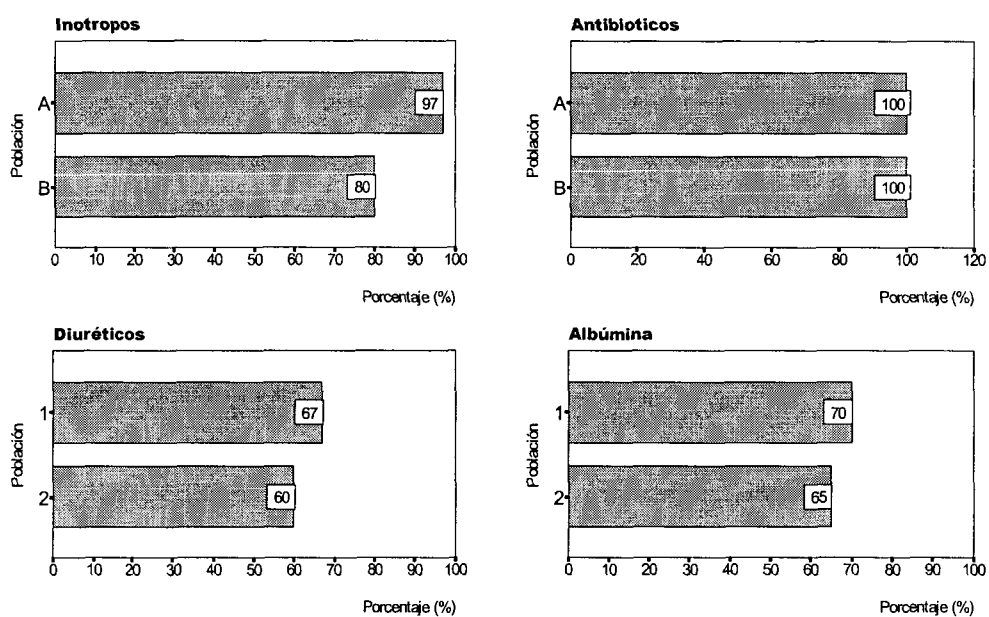 Inotropos
Población
A
97
B
80
0 10 20 30 40 50 60 70 80 90 100
Porcentaje (%)
Antibioticos
Población
A
100
B
100
0 20 40 60 80 100 120
Porcentaje (%)
Diuréticos
Población
1
67
2
60
0 10 20 30 40 50 60 70 80 90 100
Porcentaje (%)
Albúmina
Población
1
70
2
65
0 10 20 30 40 50 60 70 80 90 100
Porcentaje (%)